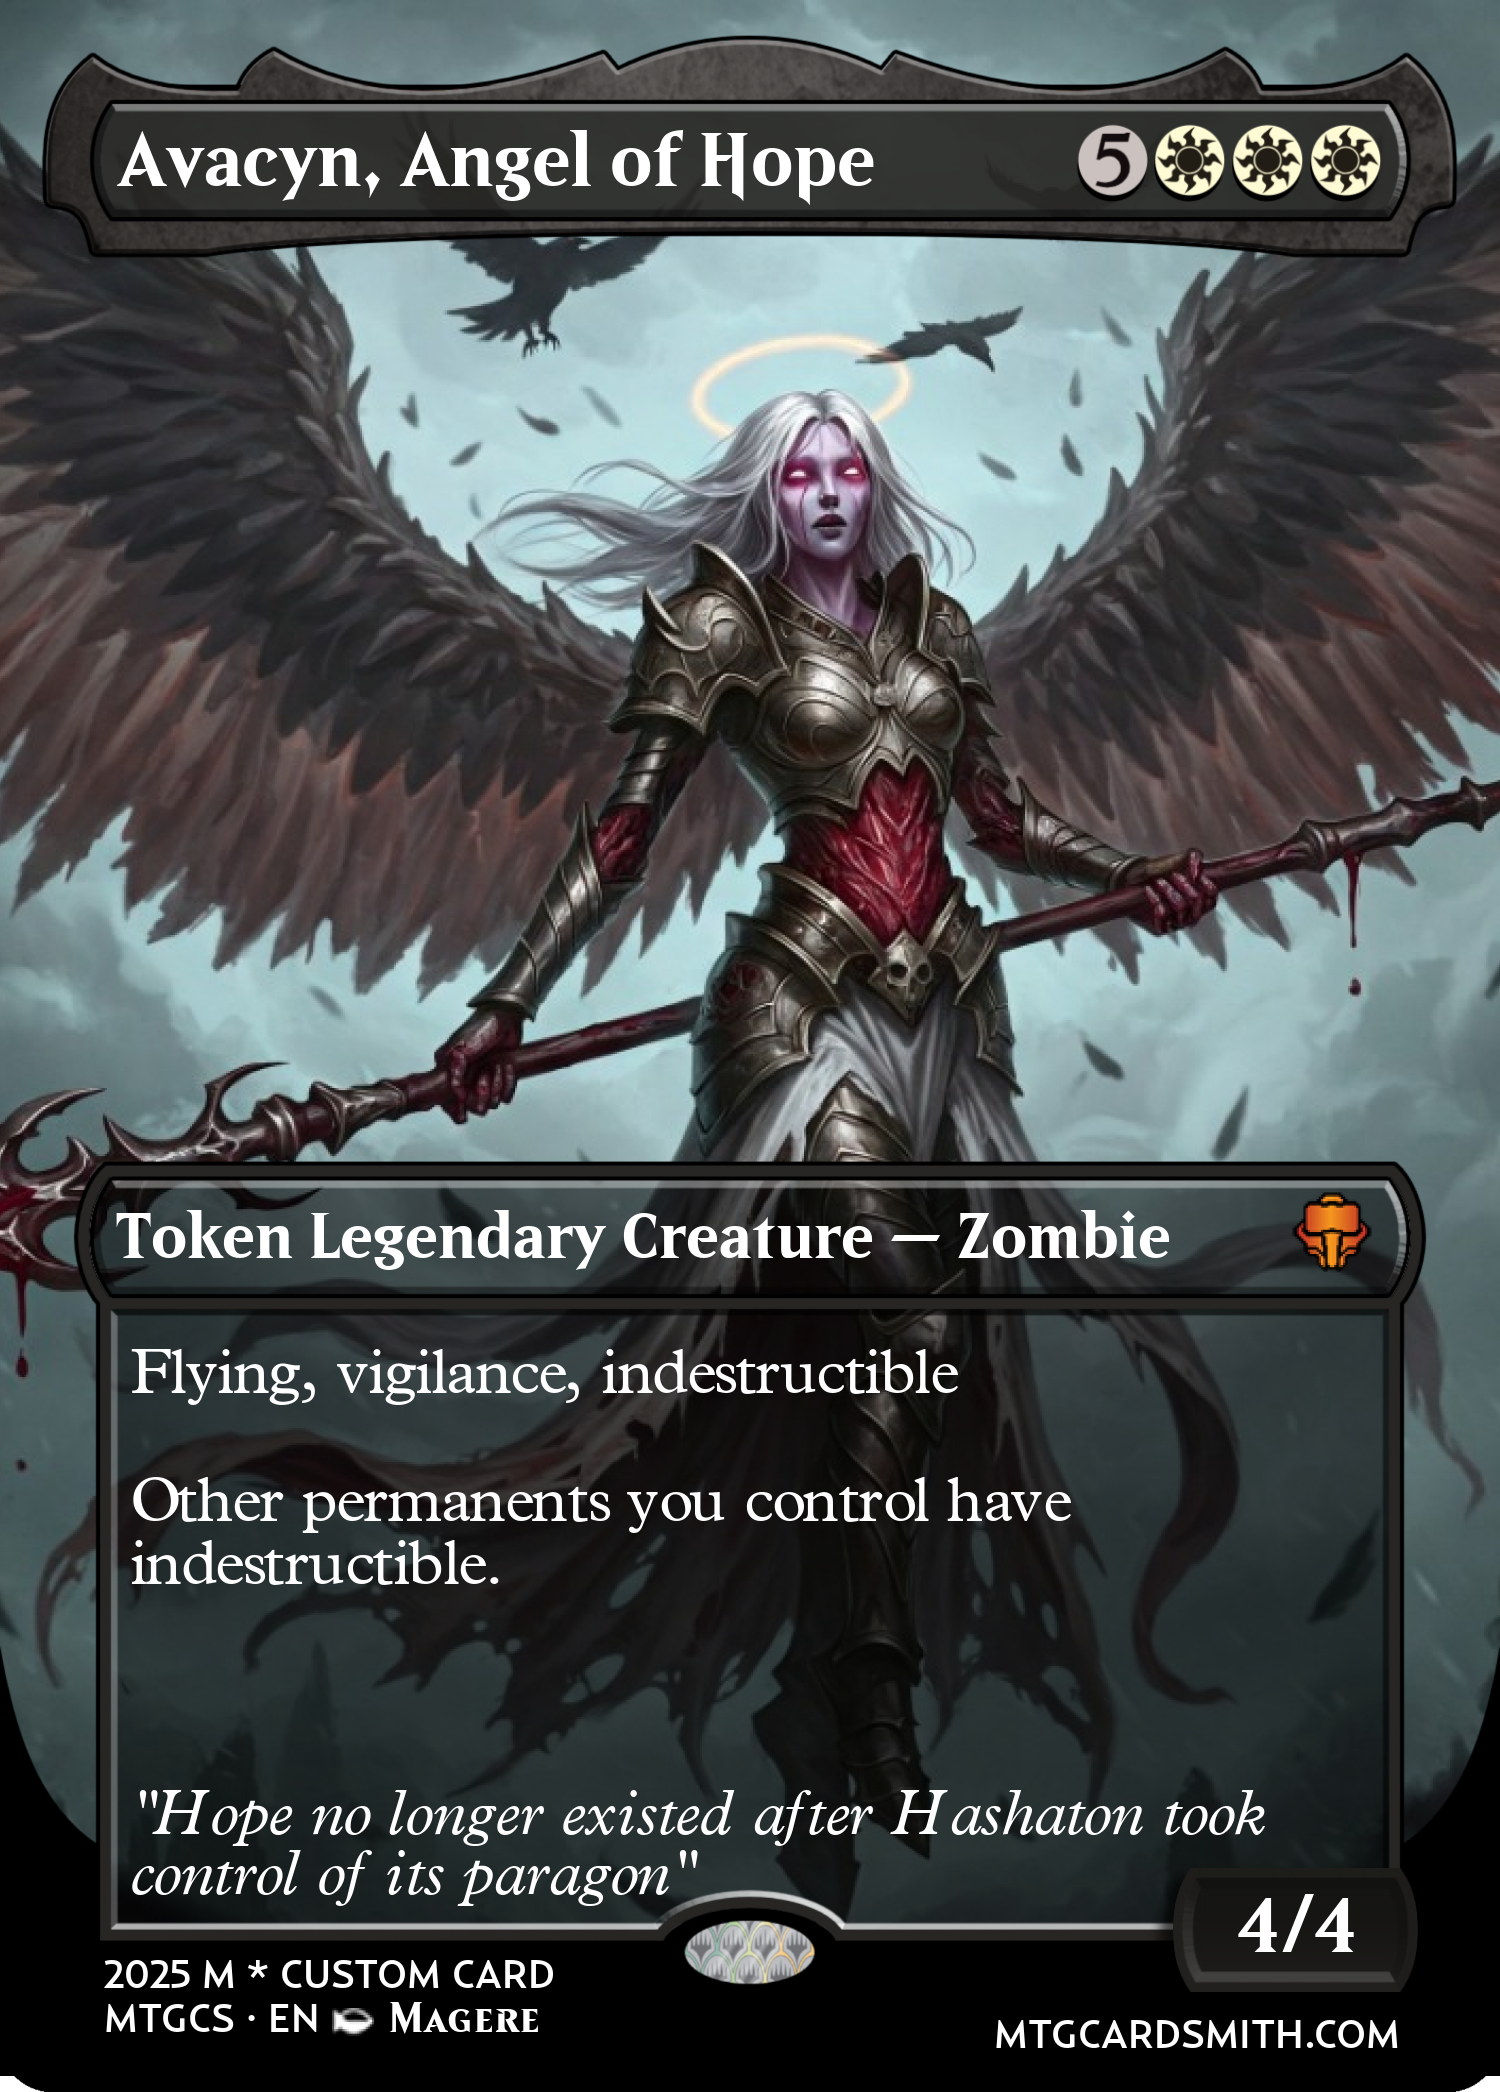 Avacyn, Angel of Hope 5
Token Legendary Creature — Zombie
Flying, vigilance, indestructible
Other permanents you control have
indestructible.
"Hope no longer existed after Hashaton took
control of its paragon"
4/4
2025 M * CUSTOM CARD
MTGCS · EN Magere
MTGCARDSMITH.COM